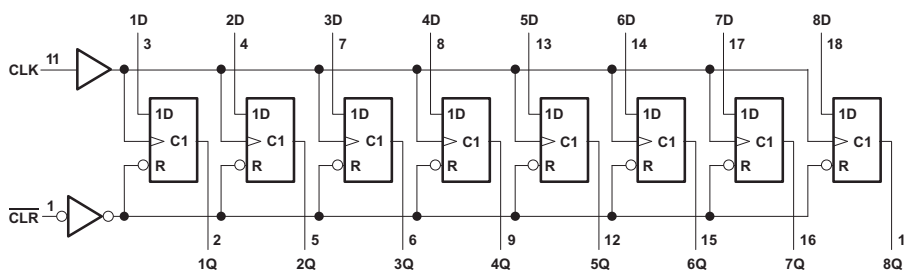 1D 2D 3D 4D 5D 6D 7D 8D
3 4 7 8 13 14 17 18
CLK 11
1D 1D 1D 1D 1D 1D 1D 1D
C1 C1 C1 C1 C1 C1 C1 C1
R R R R R R R R
CLR 1
2 5 6 9 12 15 16 1
1Q 2Q 3Q 4Q 5Q 6Q 7Q 8Q